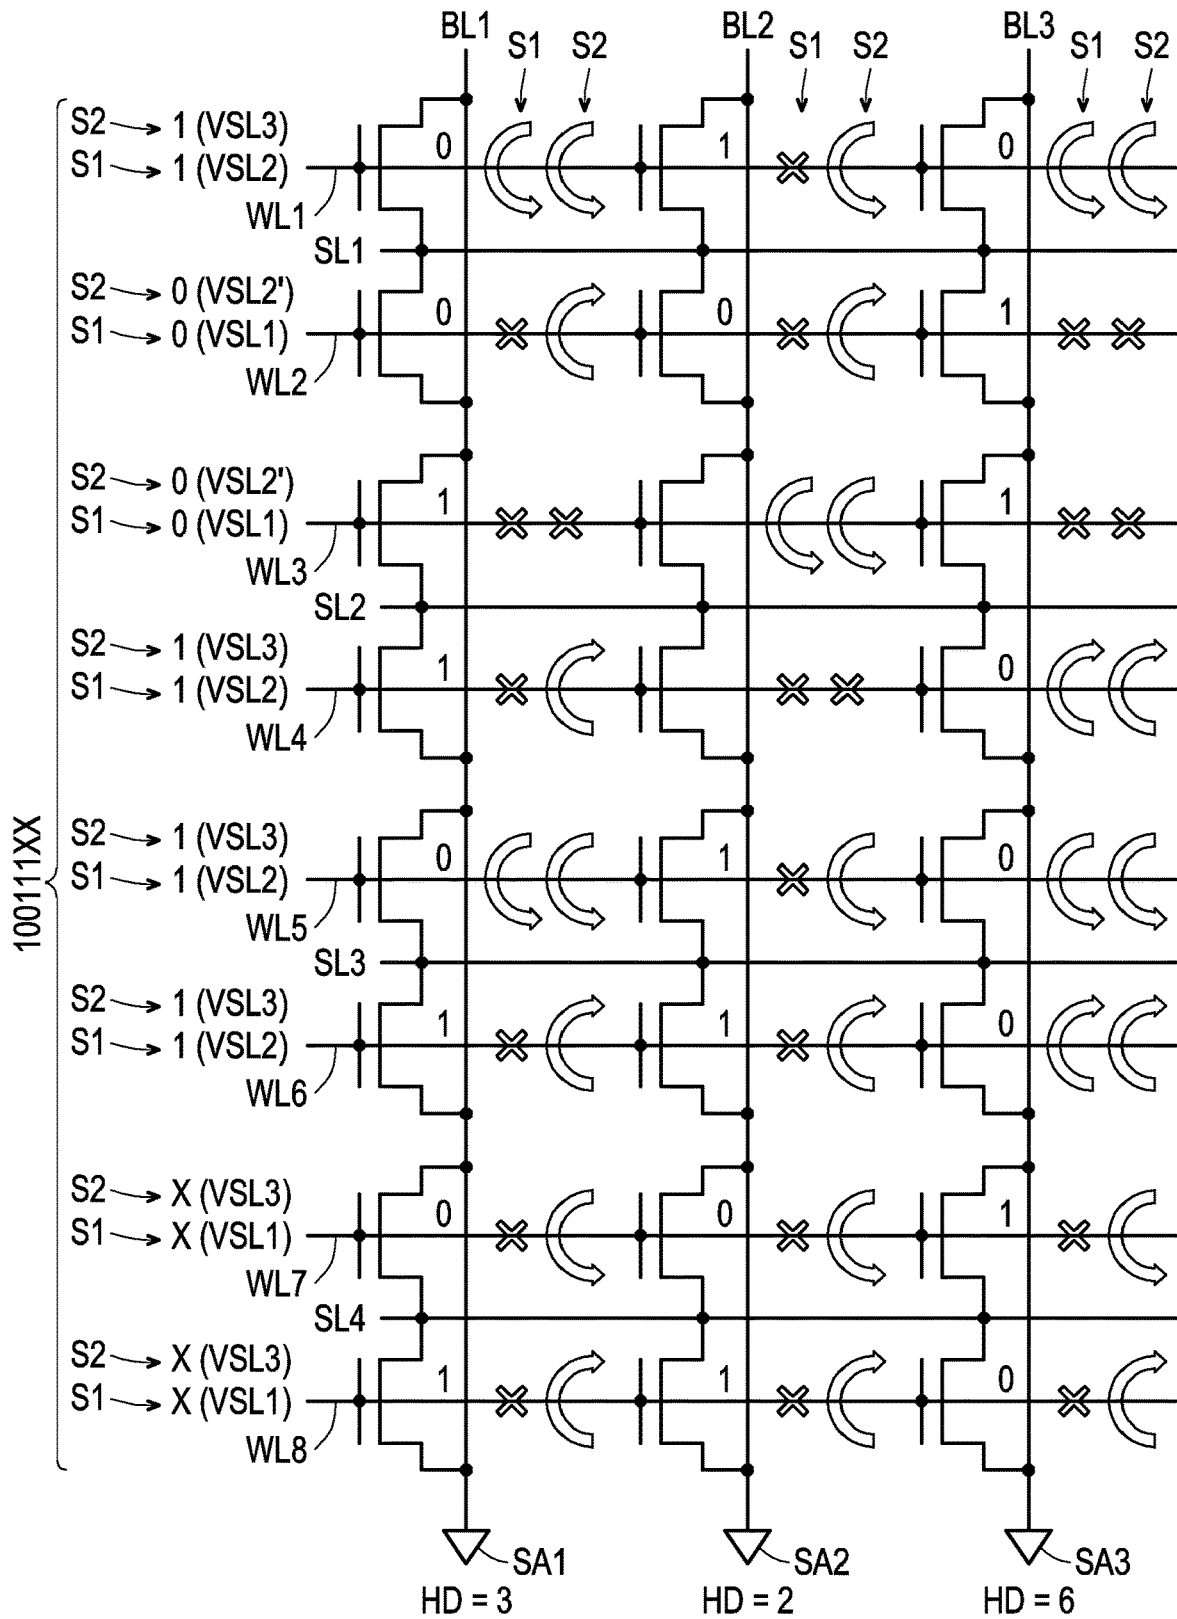 BL1 S1 S2 BL2 S1 S2 BL3 S1 S2
S2 1 (VSL3)
S1 1 (VSL2)
0 1 0
WL1
SL1
S2 0 (VSL2')
S1 0 (VSL1)
0 0 1
WL2
S2 0 (VSL2')
S1 0 (VSL1)
1 1
WL3
SL2
S2 1 (VSL3)
S1 1 (VSL2)
1 0
WL4
100111XX
S2 1 (VSL3)
S1 1 (VSL2)
0 1 0
WL5
SL3
S2 1 (VSL3)
S1 1 (VSL2)
1 1 0
WL6
S2 X (VSL3)
S1 X (VSL1)
0 0 1
WL7
SL4
S2 X (VSL3)
S1 X (VSL1)
1 1 0
WL8
SA1 SA2 SA3
HD = 3 HD = 2 HD = 6